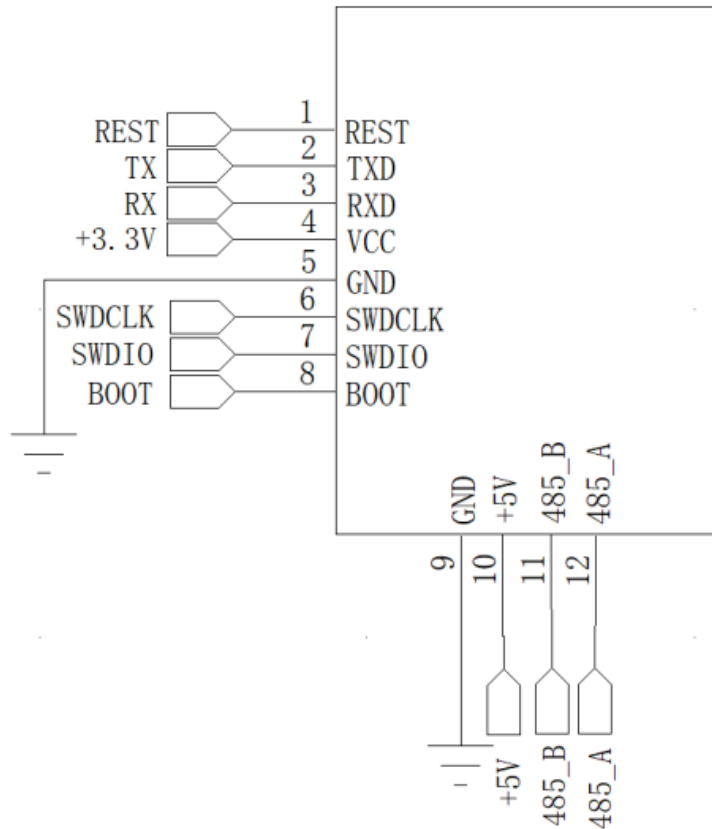 1
REST REST
2
TX TXD
3
RX RXD
4
+3.3V VCC
5
GND
6
SWDCLK SWDCLK
7
SWDIO SWDIO
8
BOOT BOOT
GND
+5V
485_B
485_A
9
10
11
12
+5V
485_B
485_A